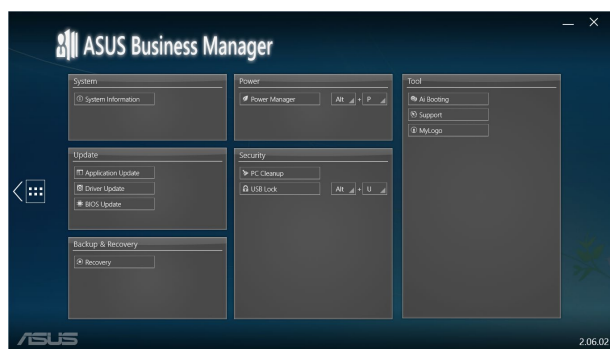 ASUS Business Manager
System
System Information
Power
Power Manager Alt + P
Tool
Ai Booting
Support
MyLogo
Update
Application Update
Driver Update
BIOS Update
Security
PC Cleanup
USB Lock Alt + U
Backup & Recovery
Recovery
ASUS
2.06.02